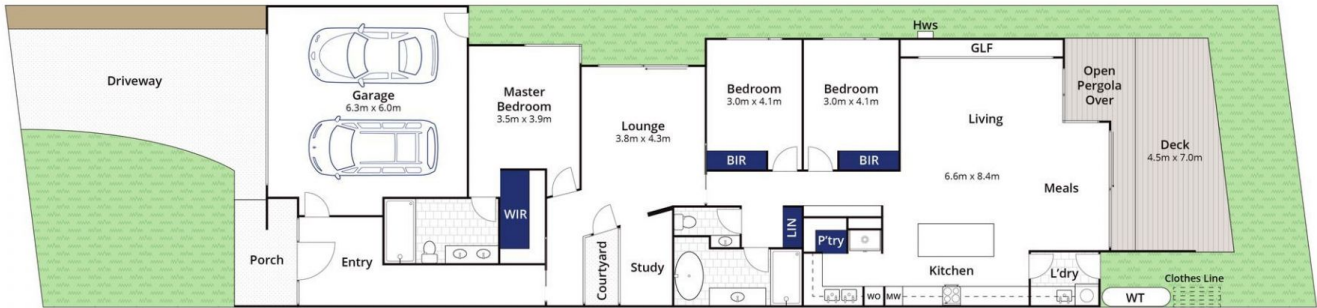 Driveway
Garage
6.3m x 6.0m
Master
Bedroom
3.5m x 3.9m
Lounge
3.8m x 4.3m
Bedroom
3.0m x 4.1m
Bedroom
3.0m x 4.1m
Hws
GLF
Open
Pergola
Over
Living
Deck
4.5m x 7.0m
BIR
BIR
6.6m x 8.4m
Meals
WIR
LIN
P'try
Porch
Entry
Courtyard
Study
Kitchen
L'dry
WO
MW
WT
Clothes Line